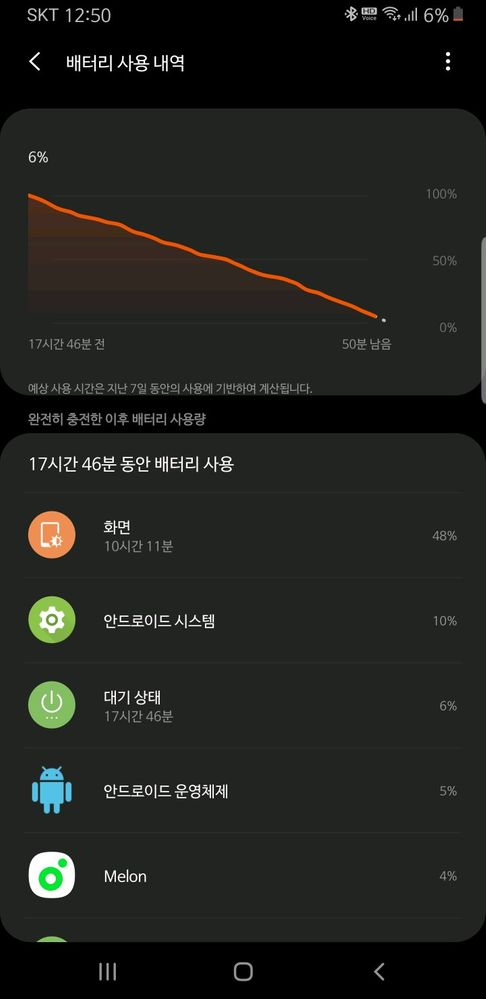 SKT 12:50 HD Voice 6%
배터리 사용 내역
6%
100%
50%
0%
17시간 46분 전 50분 남음
예상 사용 시간은 지난 7일 동안의 사용에 기반하여 계산됩니다.
완전히 충전한 이후 배터리 사용량
17시간 46분 동안 배터리 사용
화면
10시간 11분
48%
안드로이드 시스템 10%
대기 상태
17시간 46분
6%
안드로이드 운영체제 5%
Melon 4%